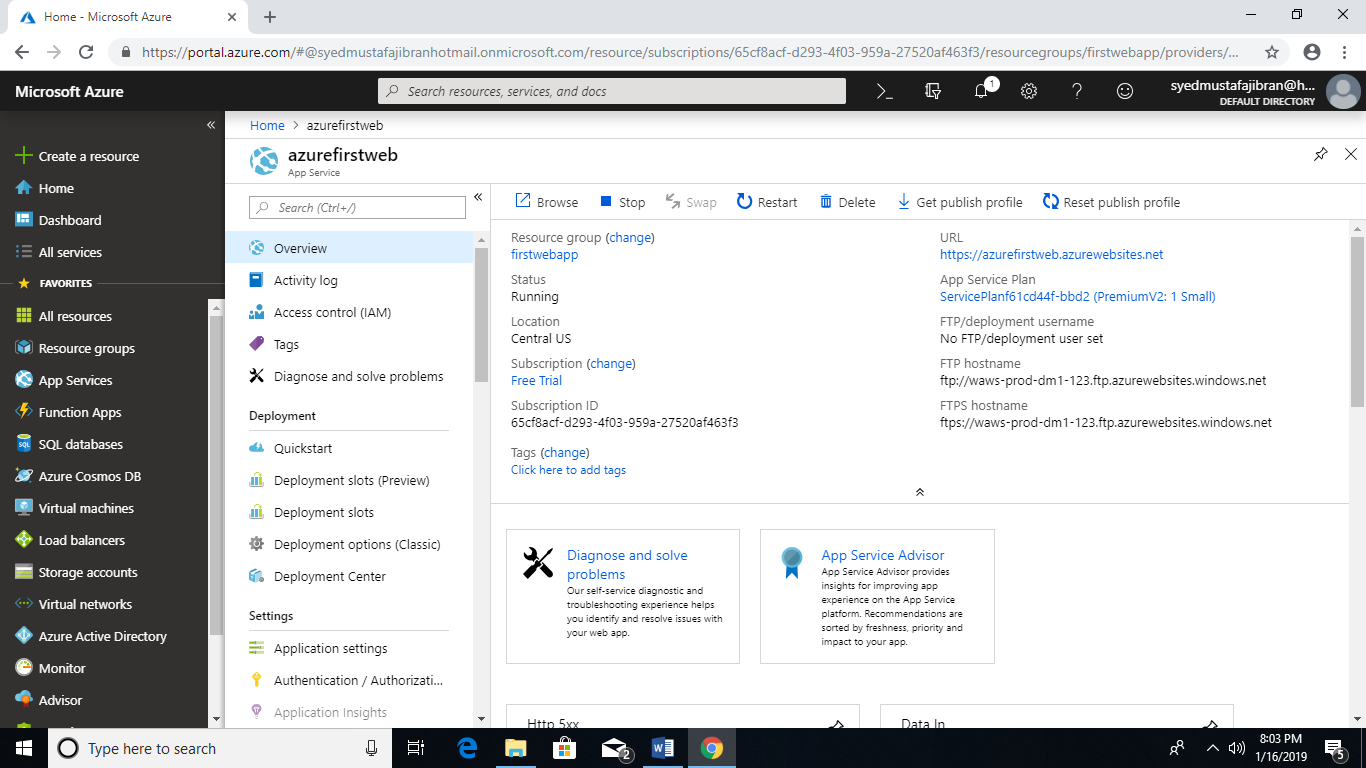 Home - Microsoft Azure
https://portal.azure.com/#@syedmustafajibranhotmail.onmicrosoft.com/resource/subscriptions/65cf8acf-d293-4f03-959a-27520af463f3/resourcegroups/firstwebapp/providers/...
Microsoft Azure
Search resources, services, and docs
1
syedmustafajibran@h...
DEFAULT DIRECTORY
Create a resource
Home
Dashboard
All services
FAVORITES
All resources
Resource groups
App Services
Function Apps
SQL databases
Azure Cosmos DB
Virtual machines
Load balancers
Storage accounts
Virtual networks
Azure Active Directory
Monitor
Advisor
Home > azurefirstweb
azurefirstweb
App Service
Search (Ctrl+/)
Overview
Activity log
Access control (IAM)
Tags
Diagnose and solve problems
Deployment
Quickstart
Deployment slots (Preview)
Deployment slots
Deployment options (Classic)
Deployment Center
Settings
Application settings
Authentication / Authorizati...
Application Insights
Browse Stop Swap Restart Delete Get publish profile Reset publish profile
Resource group (change)
firstwebapp
Status
Running
Location
Central US
Subscription (change)
Free Trial
Subscription ID
65cf8acf-d293-4f03-959a-27520af463f3
Tags (change)
Click here to add tags
URL
https://azurefirstweb.azurewebsites.net
App Service Plan
ServicePlanf61cd44f-bbd2 (PremiumV2: 1 Small)
FTP/deployment username
No FTP/deployment user set
FTP hostname
ftp://waws-prod-dm1-123.ftp.azurewebsites.windows.net
FTPS hostname
ftps://waws-prod-dm1-123.ftp.azurewebsites.windows.net
Diagnose and solve
problems
Our self-service diagnostic and
troubleshooting experience helps
you identify and resolve issues with
your web app.
App Service Advisor
App Service Advisor provides
insights for improving app
experience on the App Service
platform. Recommendations are
sorted by freshness, priority and
impact to your app.
Http 5xx
Data In
Type here to search
2
8:03 PM
1/16/2019
5